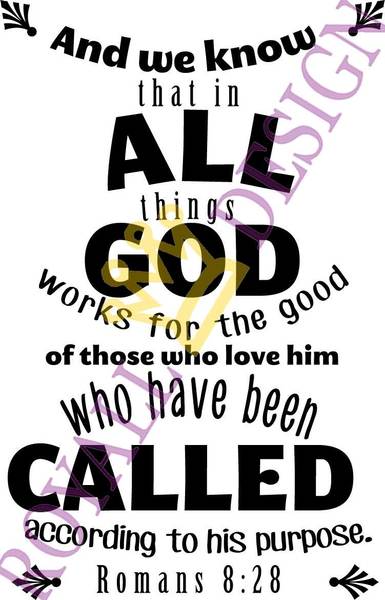 And we know
that in
ALL
things
GOD
works for the good
of those who love him
who have been
CALLED
according to his purpose.
Romans 8:28
ROYALL DESIGN